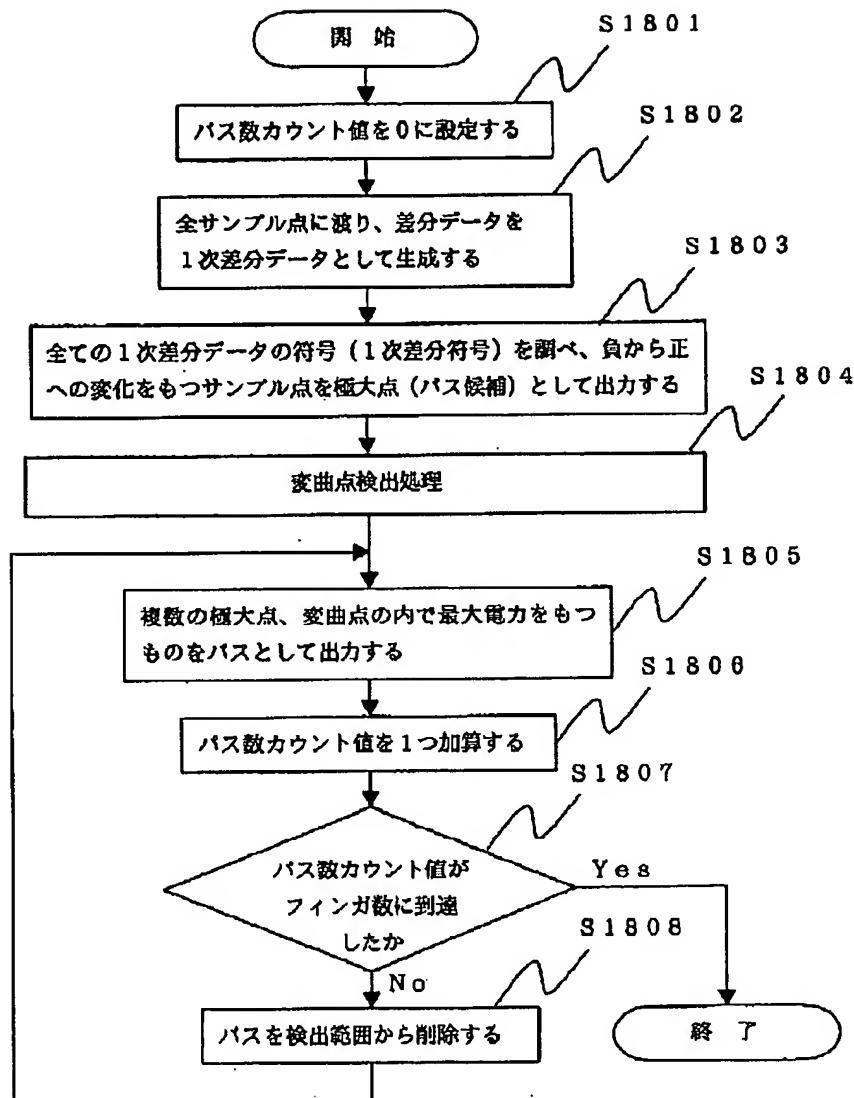 開 始
S1801
パス数カウント値を0に設定する
S1802
全サンプル点に渡り、差分データを
1次差分データとして生成する
S1803
全ての1次差分データの符号（1次差分符号）を調べ、負から正
への変化をもつサンプル点を極大点（パス候補）として出力する
S1804
変曲点検出処理
S1805
複数の極大点、変曲点の内で最大電力をもつ
ものをパスとして出力する
S1806
パス数カウント値を1つ加算する
S1807
パス数カウント値が
フィンガ数に到達
したか
Yes
No
S1808
パスを検出範囲から削除する
終 了